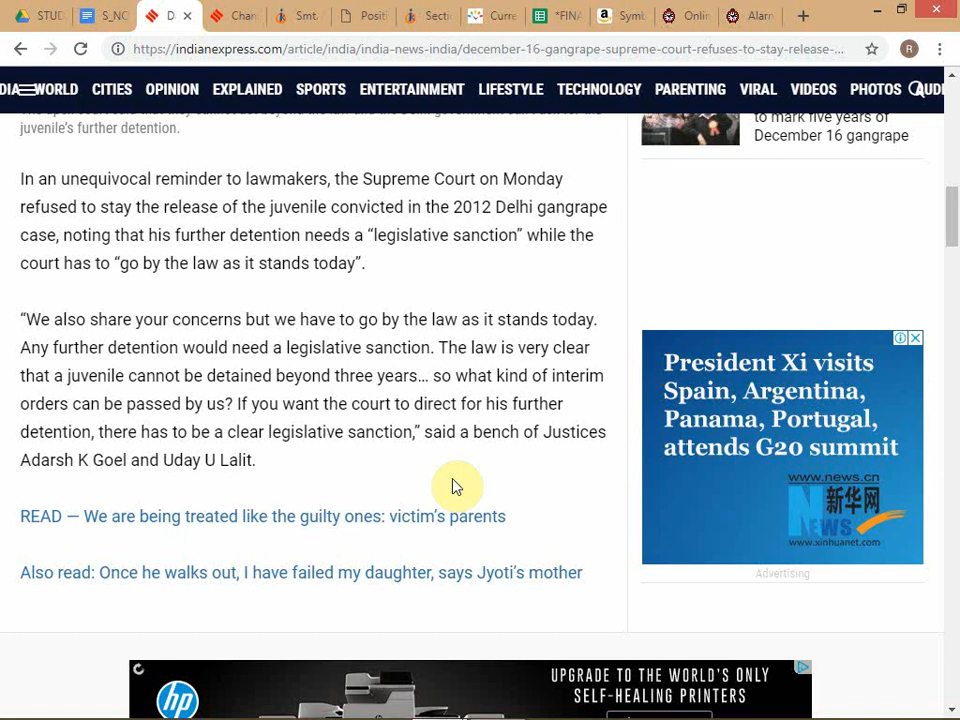 STUD
S_NC
D
Chan
Smt.
Positi
Secti
Curre
*FINA
Symb
Onlin
Alarn
https://indianexpress.com/article/india/india-news-india/december-16-gangrape-supreme-court-refuses-to-stay-release-...
R
DIA WORLD CITIES OPINION EXPLAINED SPORTS ENTERTAINMENT LIFESTYLE TECHNOLOGY PARENTING VIRAL VIDEOS PHOTOS AUD
juvenile's further detention.
In an unequivocal reminder to lawmakers, the Supreme Court on Monday
refused to stay the release of the juvenile convicted in the 2012 Delhi gangrape
case, noting that his further detention needs a “legislative sanction” while the
court has to “go by the law as it stands today”.
“We also share your concerns but we have to go by the law as it stands today.
Any further detention would need a legislative sanction. The law is very clear
that a juvenile cannot be detained beyond three years… so what kind of interim
orders can be passed by us? If you want the court to direct for his further
detention, there has to be a clear legislative sanction,” said a bench of Justices
Adarsh K Goel and Uday U Lalit.
READ — We are being treated like the guilty ones: victim’s parents
Also read: Once he walks out, I have failed my daughter, says Jyoti’s mother
to mark five years of
December 16 gangrape
President Xi visits
Spain, Argentina,
Panama, Portugal,
attends G20 summit
www.news.cn
新华网
NEWS
www.xinhuanet.com
Advertising
hp
UPGRADE TO THE WORLD'S ONLY
SELF-HEALING PRINTERS